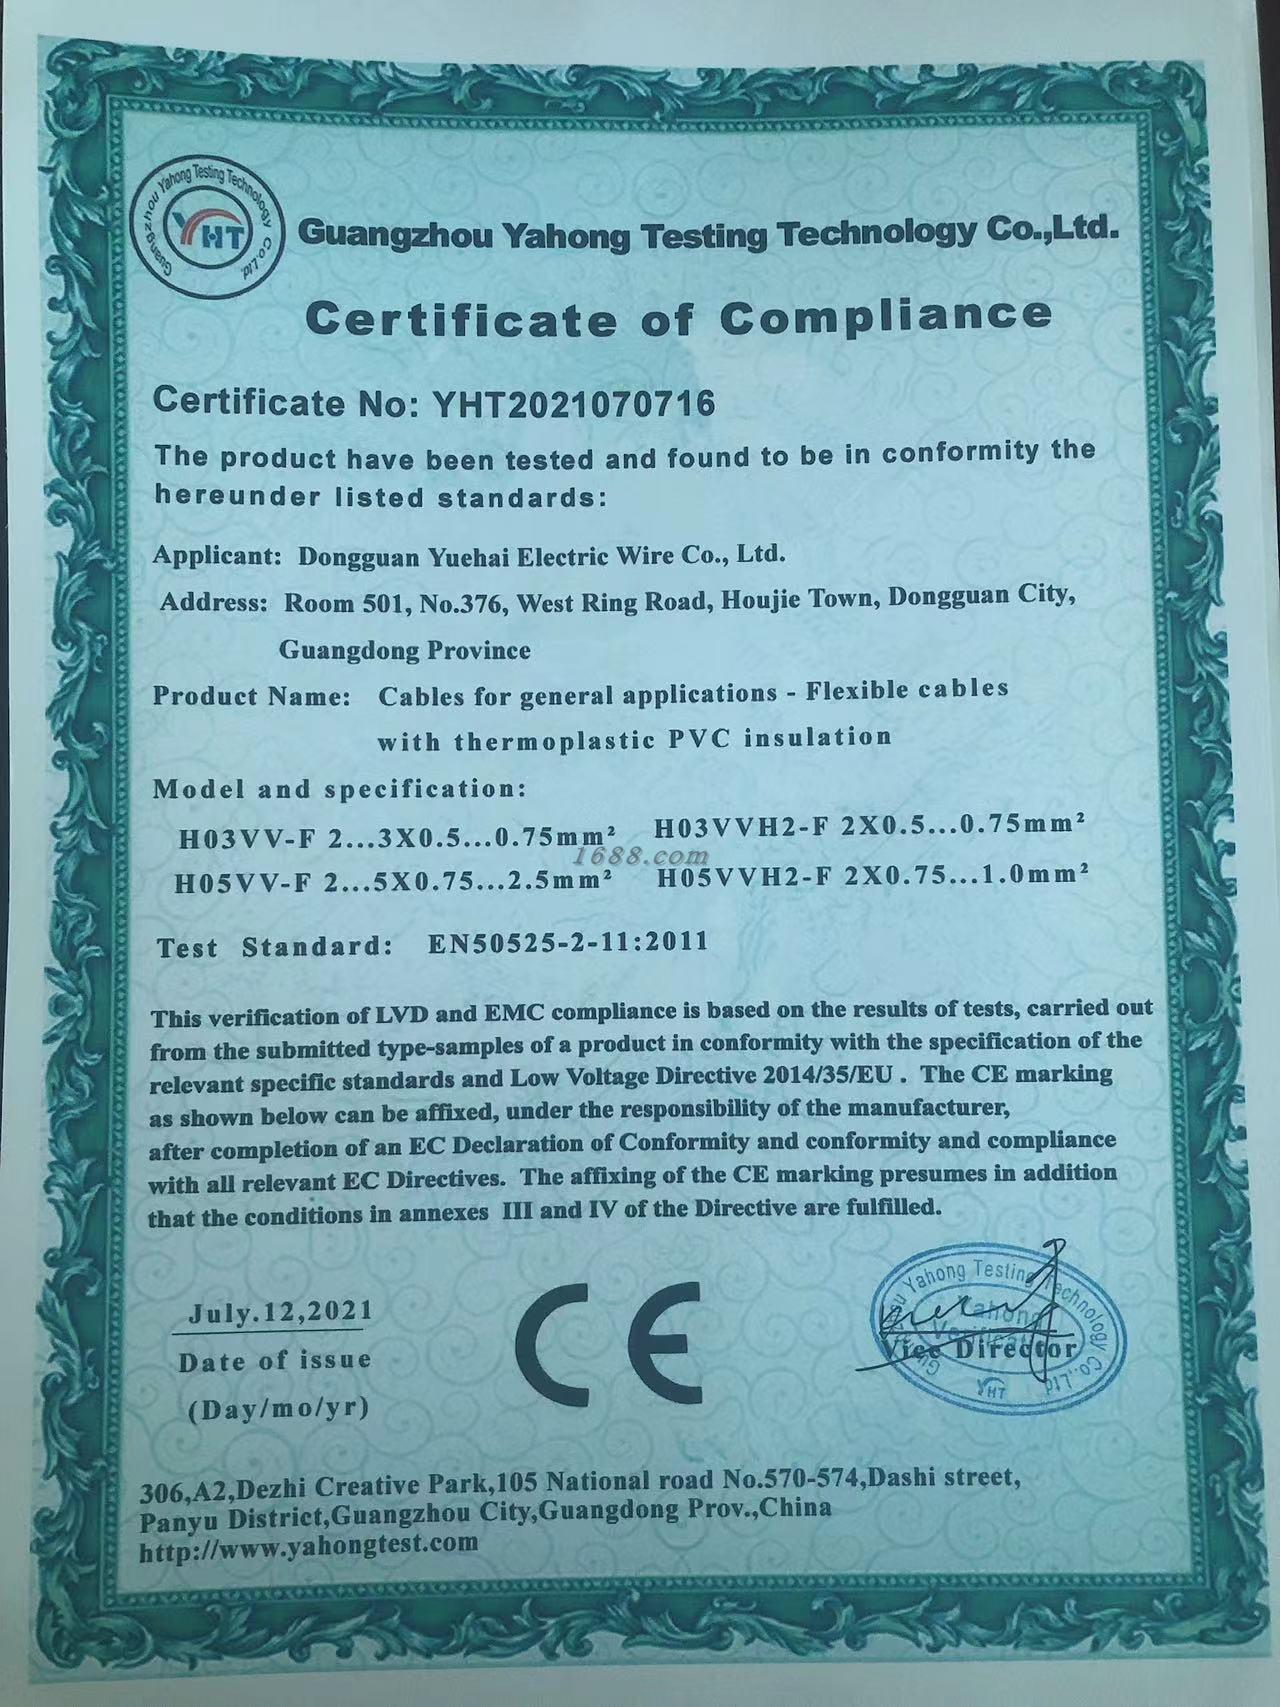 Guangzhou Yahong Testing Technology Co.Ltd.
YHT
Guangzhou Yahong Testing Technology Co.,Ltd.
Certificate of Compliance
Certificate No: YHT2021070716
The product have been tested and found to be in conformity the
hereunder listed standards:
Applicant: Dongguan Yuehai Electric Wire Co., Ltd.
Address: Room 501, No.376, West Ring Road, Houjie Town, Dongguan City,
Guangdong Province
Product Name: Cables for general applications - Flexible cables
with thermoplastic PVC insulation
Model and specification:
H03VV-F 2...3X0.5...0.75mm² H03VVH2-F 2X0.5...0.75mm²
1688.com
H05VV-F 2...5X0.75...2.5mm² H05VVH2-F 2X0.75...1.0mm²
Test Standard: EN50525-2-11:2011
This verification of LVD and EMC compliance is based on the results of tests, carried out
from the submitted type-samples of a product in conformity with the specification of the
relevant specific standards and Low Voltage Directive 2014/35/EU . The CE marking
as shown below can be affixed, under the responsibility of the manufacturer,
after completion of an EC Declaration of Conformity and conformity and compliance
with all relevant EC Directives. The affixing of the CE marking presumes in addition
that the conditions in annexes III and IV of the Directive are fulfilled.
July.12,2021
Date of issue
(Day/mo/yr)
CE
Yahong Testing Technology Co.,Ltd
Yahong
Vice Director
YHT
306,A2,Dezhi Creative Park,105 National road No.570-574,Dashi street,
Panyu District,Guangzhou City,Guangdong Prov.,China
http://www.yahongtest.com